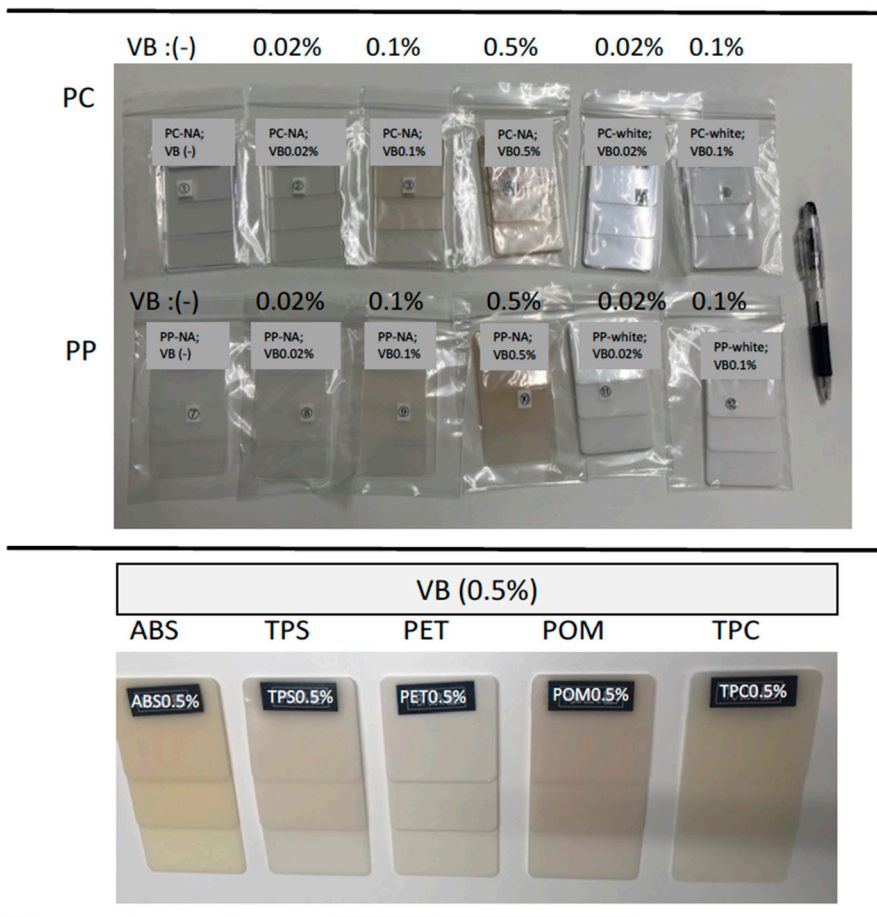 VB :(-) 0.02% 0.1% 0.5% 0.02% 0.1%
PC
PC-NA; PC-NA; PC-NA; PC-NA; PC-white; PC-white;
VB (-) VB0.02% VB0.1% VB0.5% VB0.02% VB0.1%
① ② ③ ⑥
VB :(-) 0.02% 0.1% 0.5% 0.02% 0.1%
PP
PP-NA; PP-NA; PP-NA; PP-NA; PP-white; PP-white;
VB (-) VB0.02% VB0.1% VB0.5% VB0.02% VB0.1%
⑦ ⑧ ⑨ ⑩ ⑪ ⑫
VB (0.5%)
ABS TPS PET POM TPC
ABS0.5% TPS0.5% PET0.5% POM0.5% TPC0.5%